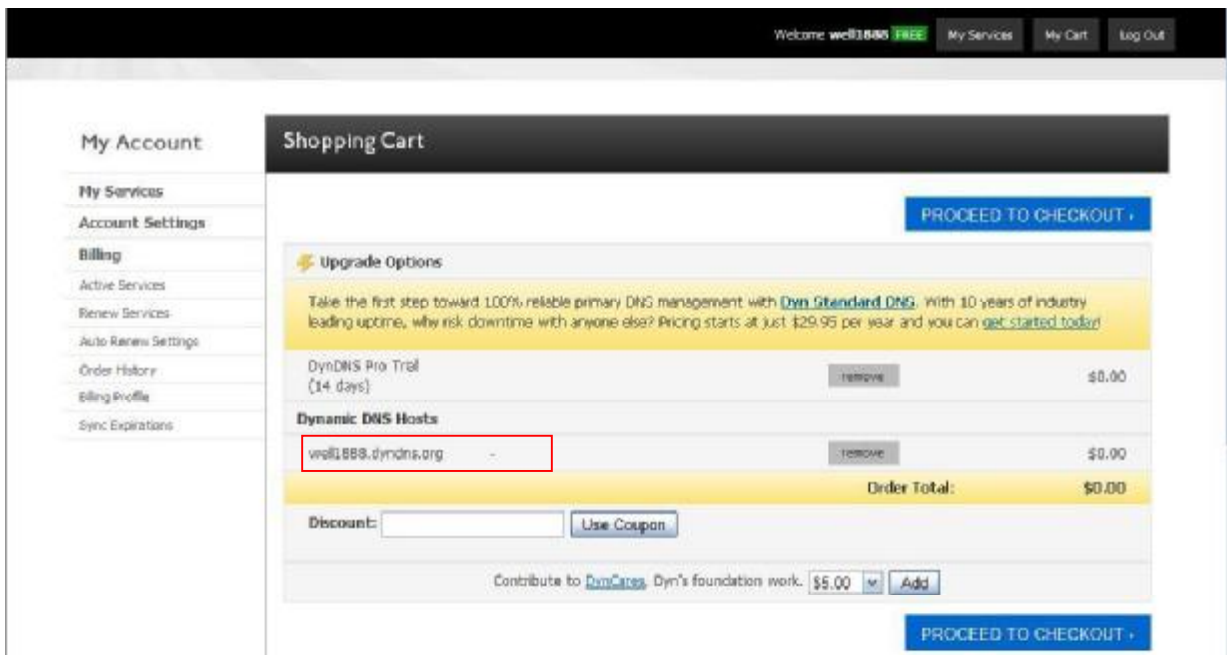 Welcome well1888 FREE My Services My Cart Log Out
My Account
My Services
Account Settings
Billing
Active Services
Renew Services
Auto Renew Settings
Order History
Billing Profile
Sync Expirations
Shopping Cart
PROCEED TO CHECKOUT ›
Upgrade Options
Take the first step toward 100% reliable primary DNS management with Dyn Standard DNS. With 10 years of industry
leading uptime, why risk downtime with anyone else? Pricing starts at just $29.95 per year and you can get started today!
DynDNS Pro Trial remove $0.00
(14 days)
Dynamic DNS Hosts
well1888.dyndns.org - remove $0.00
Order Total: $0.00
Discount: Use Coupon
Contribute to DynCares, Dyn's foundation work. $5.00 Add
PROCEED TO CHECKOUT ›